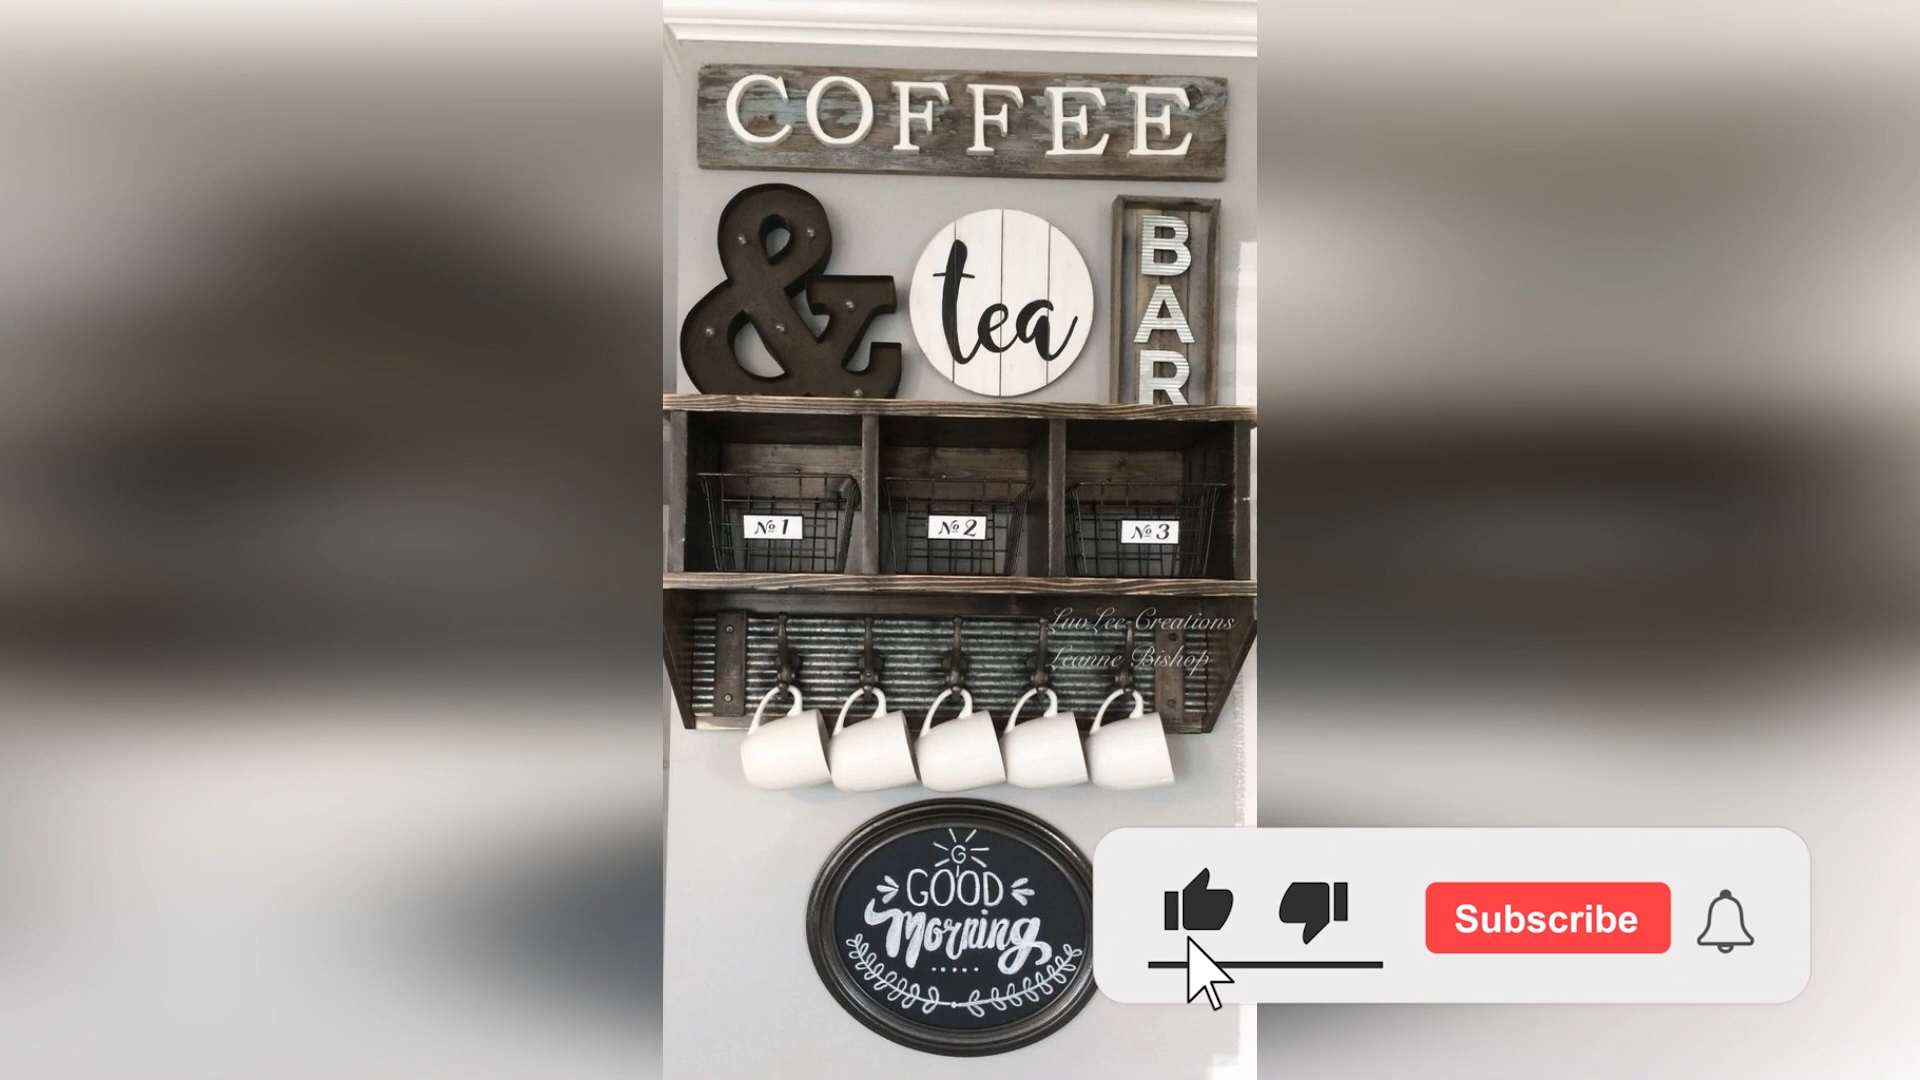 COFFEE
&
tea
BAR
№1
№2
№3
LuvLee Creations
Leanne Bishop
G
GOOD
Morning
Subscribe